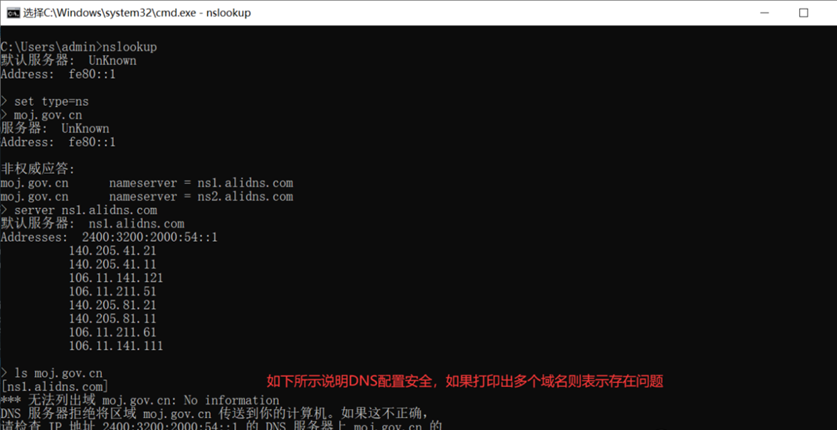 选择C:\Windows\system32\cmd.exe - nslookup
C:\Users\admin>nslookup
默认服务器: UnKnown
Address: fe80::1
> set type=ns
> moj.gov.cn
服务器: UnKnown
Address: fe80::1
非权威应答:
moj.gov.cn nameserver = ns1.alidns.com
moj.gov.cn nameserver = ns2.alidns.com
> server ns1.alidns.com
默认服务器: ns1.alidns.com
Addresses: 2400:3200:2000:54::1
140.205.41.21
140.205.41.11
106.11.141.121
106.11.211.51
140.205.81.21
140.205.81.11
106.11.211.61
106.11.141.111
> ls moj.gov.cn
如下所示说明DNS配置安全，如果打印出多个域名则表示存在问题
[ns1.alidns.com]
*** 无法列出域 moj.gov.cn: No information
DNS 服务器拒绝将区域 moj.gov.cn 传送到你的计算机。如果这不正确，
请检查 IP 地址 2400:3200:2000:54::1 的 DNS 服务器上 moj.gov.cn 的